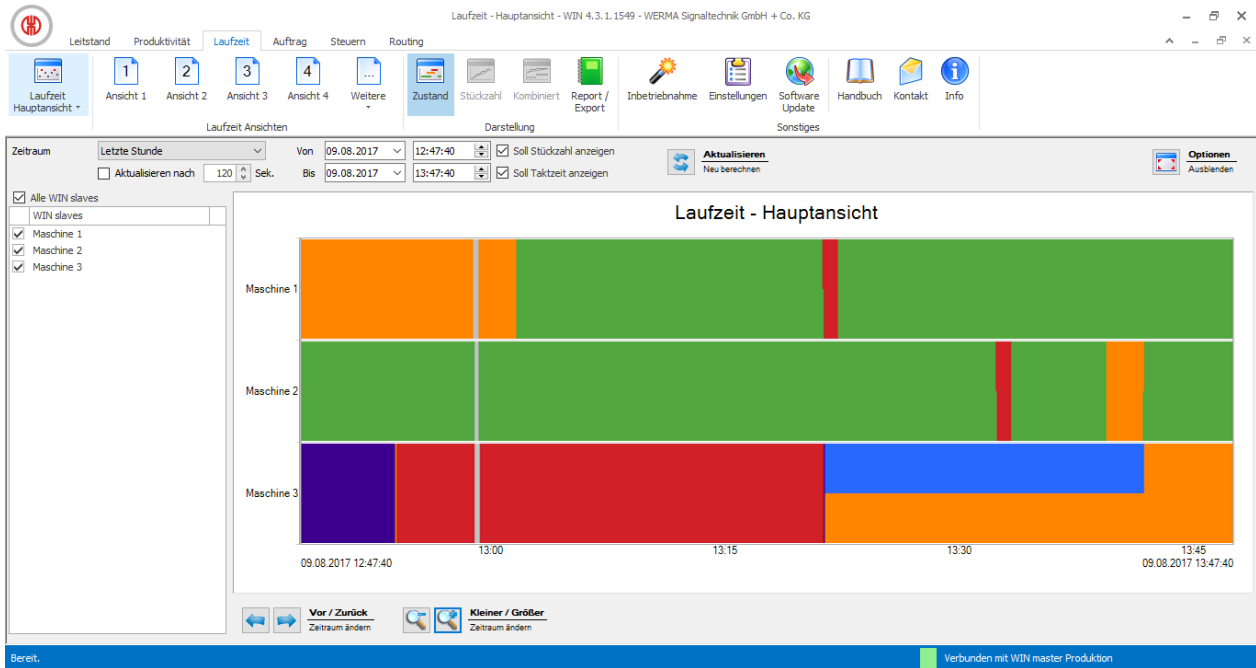 Laufzeit - Hauptansicht - WIN 4.3.1.1549 - WERMA Signaltechnik GmbH + Co. KG
Leitstand Produktivität Laufzeit Auftrag Steuern Routing
1 2 3 4 ...
Laufzeit Hauptansicht Ansicht 1 Ansicht 2 Ansicht 3 Ansicht 4 Weitere Zustand Stückzahl Kombiniert Report / Export Inbetriebnahme Einstellungen Software Update Handbuch Kontakt Info
Laufzeit Ansichten Darstellung Sonstiges
Zeitraum Letzte Stunde Von 09.08.2017 12:47:40 Soll Stückzahl anzeigen
Aktualisieren nach 120 Sek. Bis 09.08.2017 13:47:40 Soll Taktzeit anzeigen
Aktualisieren
Neu berechnen
Optionen
Ausblenden
Alle WIN slaves
WIN slaves
Maschine 1
Maschine 2
Maschine 3
Laufzeit - Hauptansicht
Maschine 1
Maschine 2
Maschine 3
13:00 13:15 13:30 13:45
09.08.2017 12:47:40 09.08.2017 13:47:40
Vor / Zurück
Zeitraum ändern
Kleiner / Größer
Zeitraum ändern
Bereit. Verbunden mit WIN master Produktion